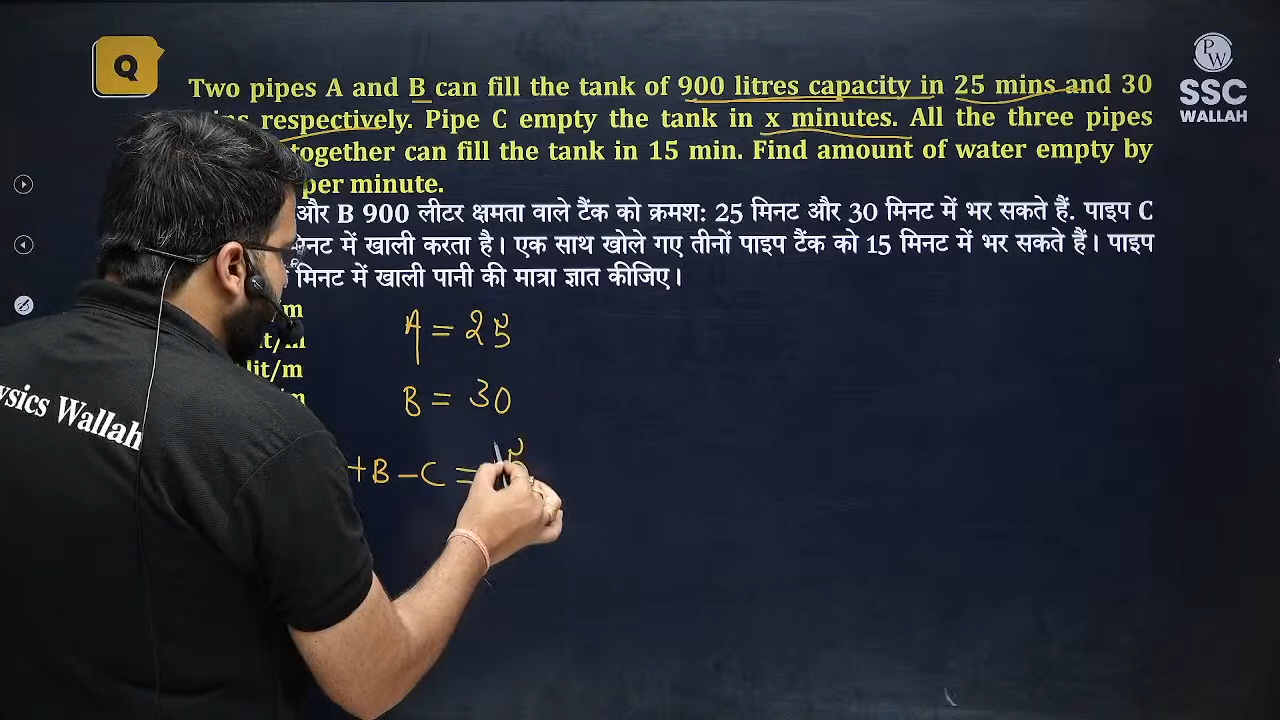 Q
PW
SSC
WALLAH
Two pipes A and B can fill the tank of 900 litres capacity in 25 mins and 30
respectively. Pipe C empty the tank in x minutes. All the three pipes
together can fill the tank in 15 min. Find amount of water empty by
per minute.
और B 900 लीटर क्षमता वाले टैंक को क्रमश: 25 मिनट और 30 मिनट में भर सकते हैं. पाइप C
में खाली करता है। एक साथ खोले गए तीनों पाइप टैंक को 15 मिनट में भर सकते हैं। पाइप
मिनट में खाली पानी की मात्रा ज्ञात कीजिए।
lit/m
A = 25
B = 30
+B - C =
Wallah